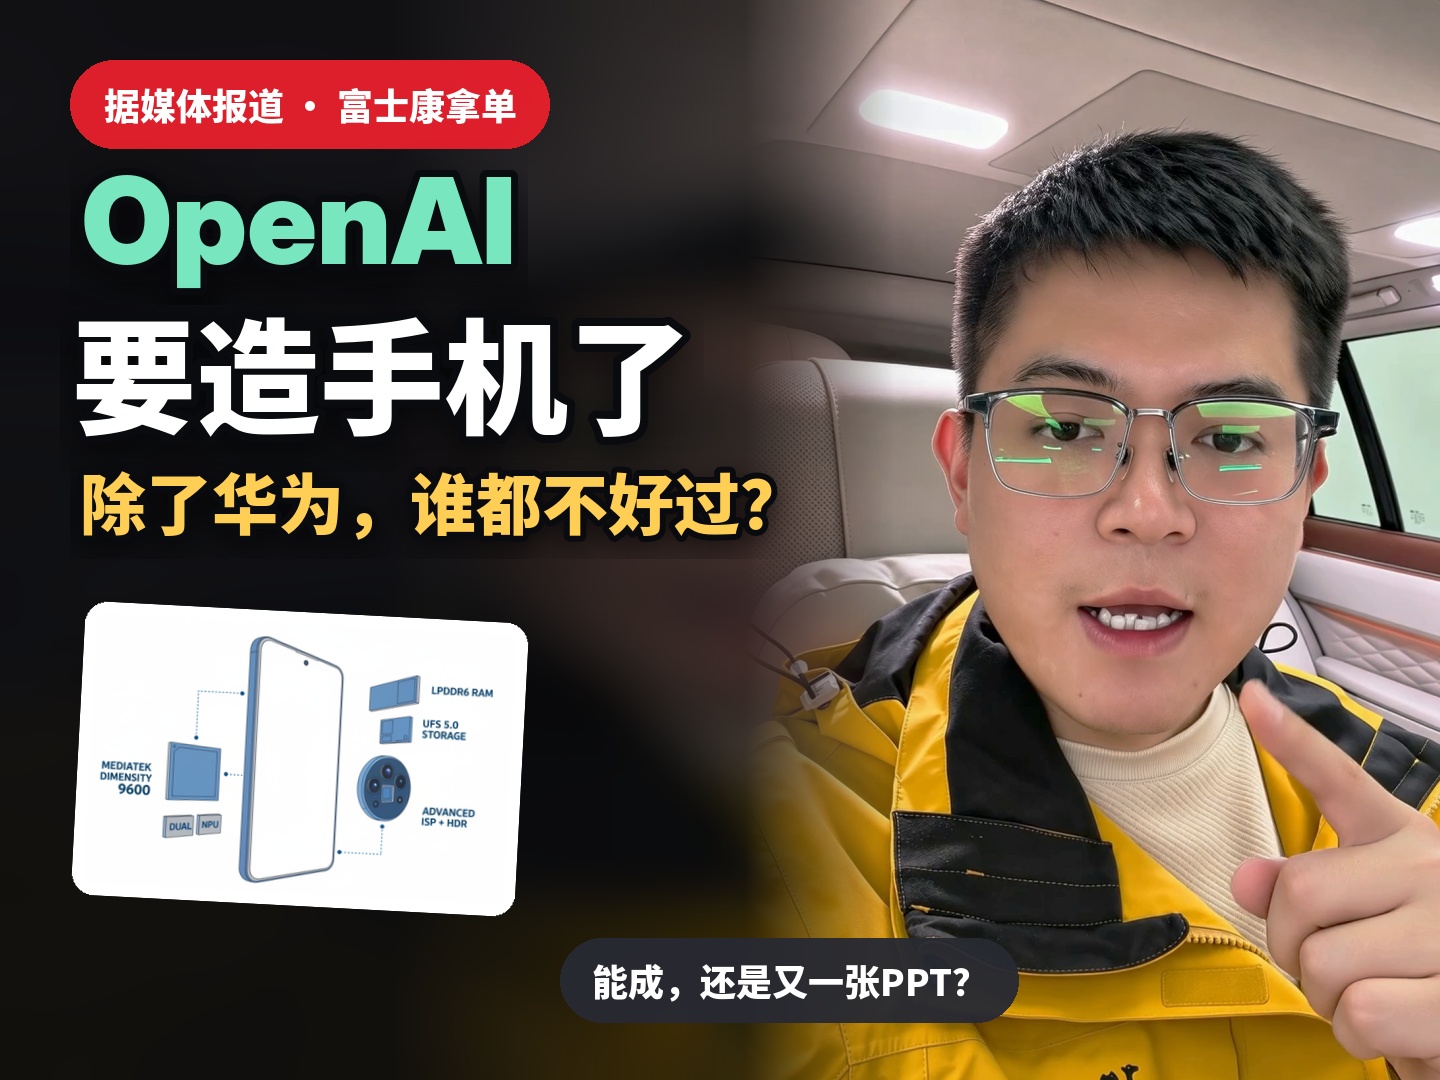 据媒体报道 · 富士康拿单
OpenAI
要造手机了
除了华为，谁都不好过?
LPDDR6 RAM
UFS 5.0
STORAGE
MEDIATEK
DIMENSITY
9600
DUAL NPU
ADVANCED
ISP + HDR
能成，还是又一张PPT?